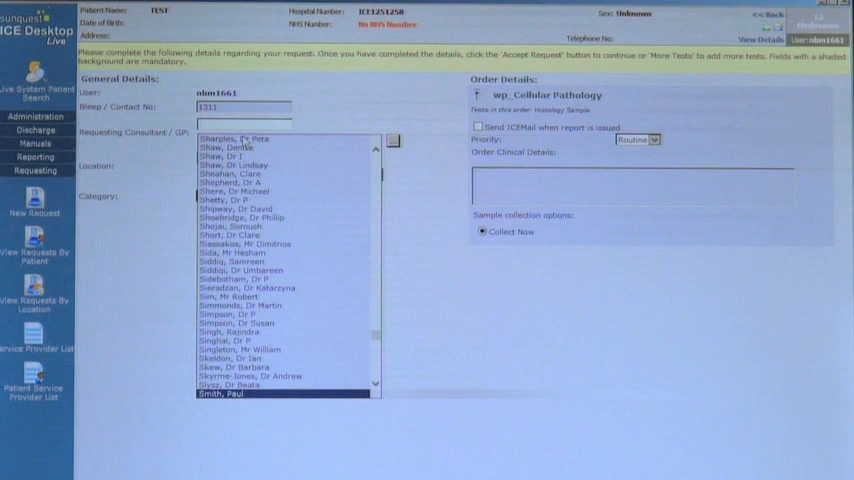 sunquest
ICE Desktop
Live
Patient Name: TEST Hospital Number: ICE1251258 Sex: Unknown << Back
Date of Birth: NHS Number: No NHS Number
Address: Telephone No: View Details User:nbm1661
Please complete the following details regarding your request. Once you have completed the details, click the 'Accept Request' button to continue or 'More Tests' to add more tests. Fields with a shaded
background are mandatory.
Live System Patient
Search
Administration
Discharge
Manuals
Reporting
Requesting
New Request
View Requests By
Patient
View Requests By
Location
Service Provider List
Patient Service
Provider List
General Details:
User: nbm1661
Bleep / Contact No: 1311
Requesting Consultant / GP:
Location:
Category:
Sharples, Dr Peta
Shaw, Denise
Shaw, Dr I
Shaw, Dr Lindsay
Sheahan, Clare
Shepherd, Dr A
Shere, Dr Michael
Shetty, Dr P
Shipway, Dr David
Shoebridge, Dr Phillip
Shojai, Soroush
Short, Dr Clare
Siassakos, Mr Dimitrios
Sida, Mr Hesham
Siddiq, Samreen
Siddiqi, Dr Umbareen
Sidebotham, Dr P
Sieradzan, Dr Katarzyna
Sim, Mr Robert
Simmonds, Dr Martin
Simpson, Dr P
Simpson, Dr Susan
Singh, Rajindra
Singhal, Dr P
Singleton, Mr William
Skeldon, Dr Ian
Skew, Dr Barbara
Skyrme-Jones, Dr Andrew
Slysz, Dr Beata
Smith, Paul
Order Details:
wp_Cellular Pathology
Tests in this order: Histology Sample
Send ICEMail when report is issued
Priority: Routine
Order Clinical Details:
Sample collection options:
Collect Now